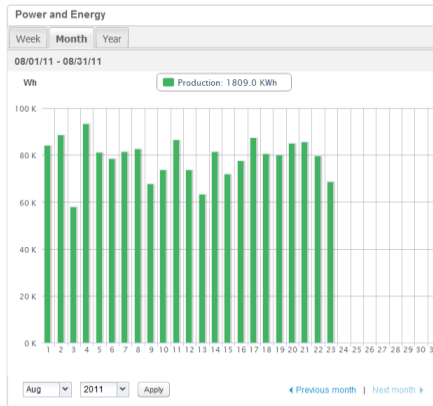 Power and Energy
Week Month Year
08/01/11 - 08/31/11
Wh
Production: 1809.0 KWh
100 K
80 K
60 K
40 K
20 K
0 K
1 2 3 4 5 6 7 8 9 10 11 12 13 14 15 16 17 18 19 20 21 22 23 24 25 26 27 28 29 30 3
Aug 2011 Apply Previous month | Next month